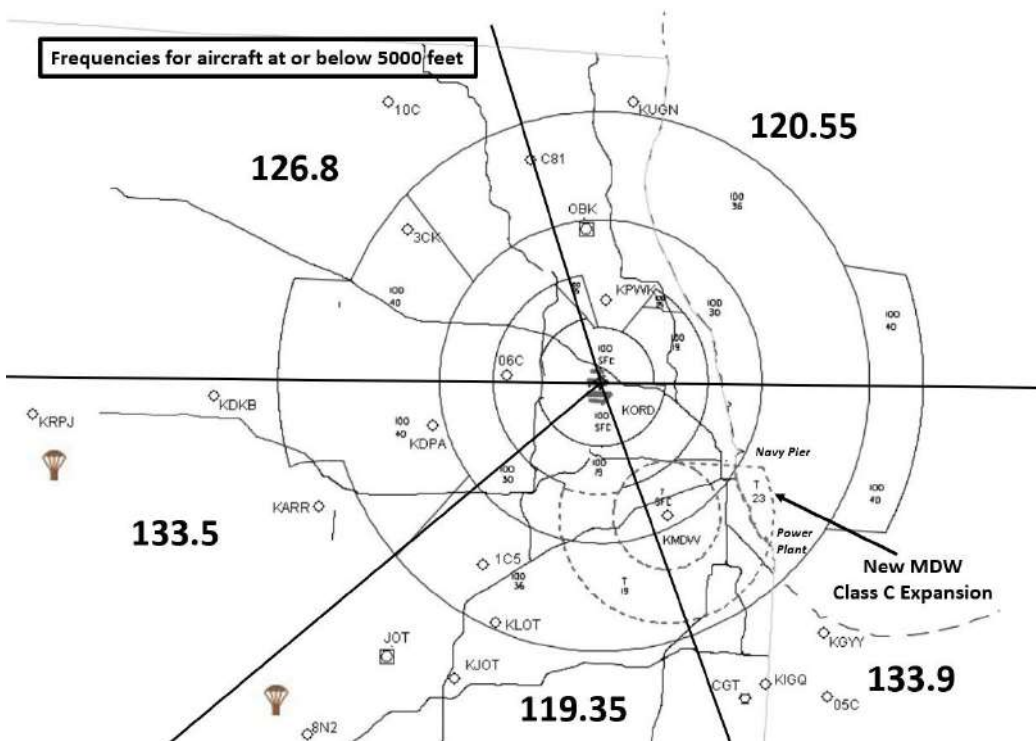 Frequencies for aircraft at or below 5000 feet
10C
KUGN
120.55
126.8
C81
100
36
OBK
3CK
KPWK
100
40
100
30
100
40
100
19
100
SFC
06C
KORD
100
SFC
KDKB
KRPJ
KDPA
100
40
Navy Pier
100
30
100
19
T
23
100
40
T
SFC
KARR
133.5
KMDW
Power
Plant
1C5
New MDW
Class C Expansion
100
36
T
19
KLOT
KGYY
JOT
KJOT
133.9
CGT
KIGQ
119.35
05C
8N2